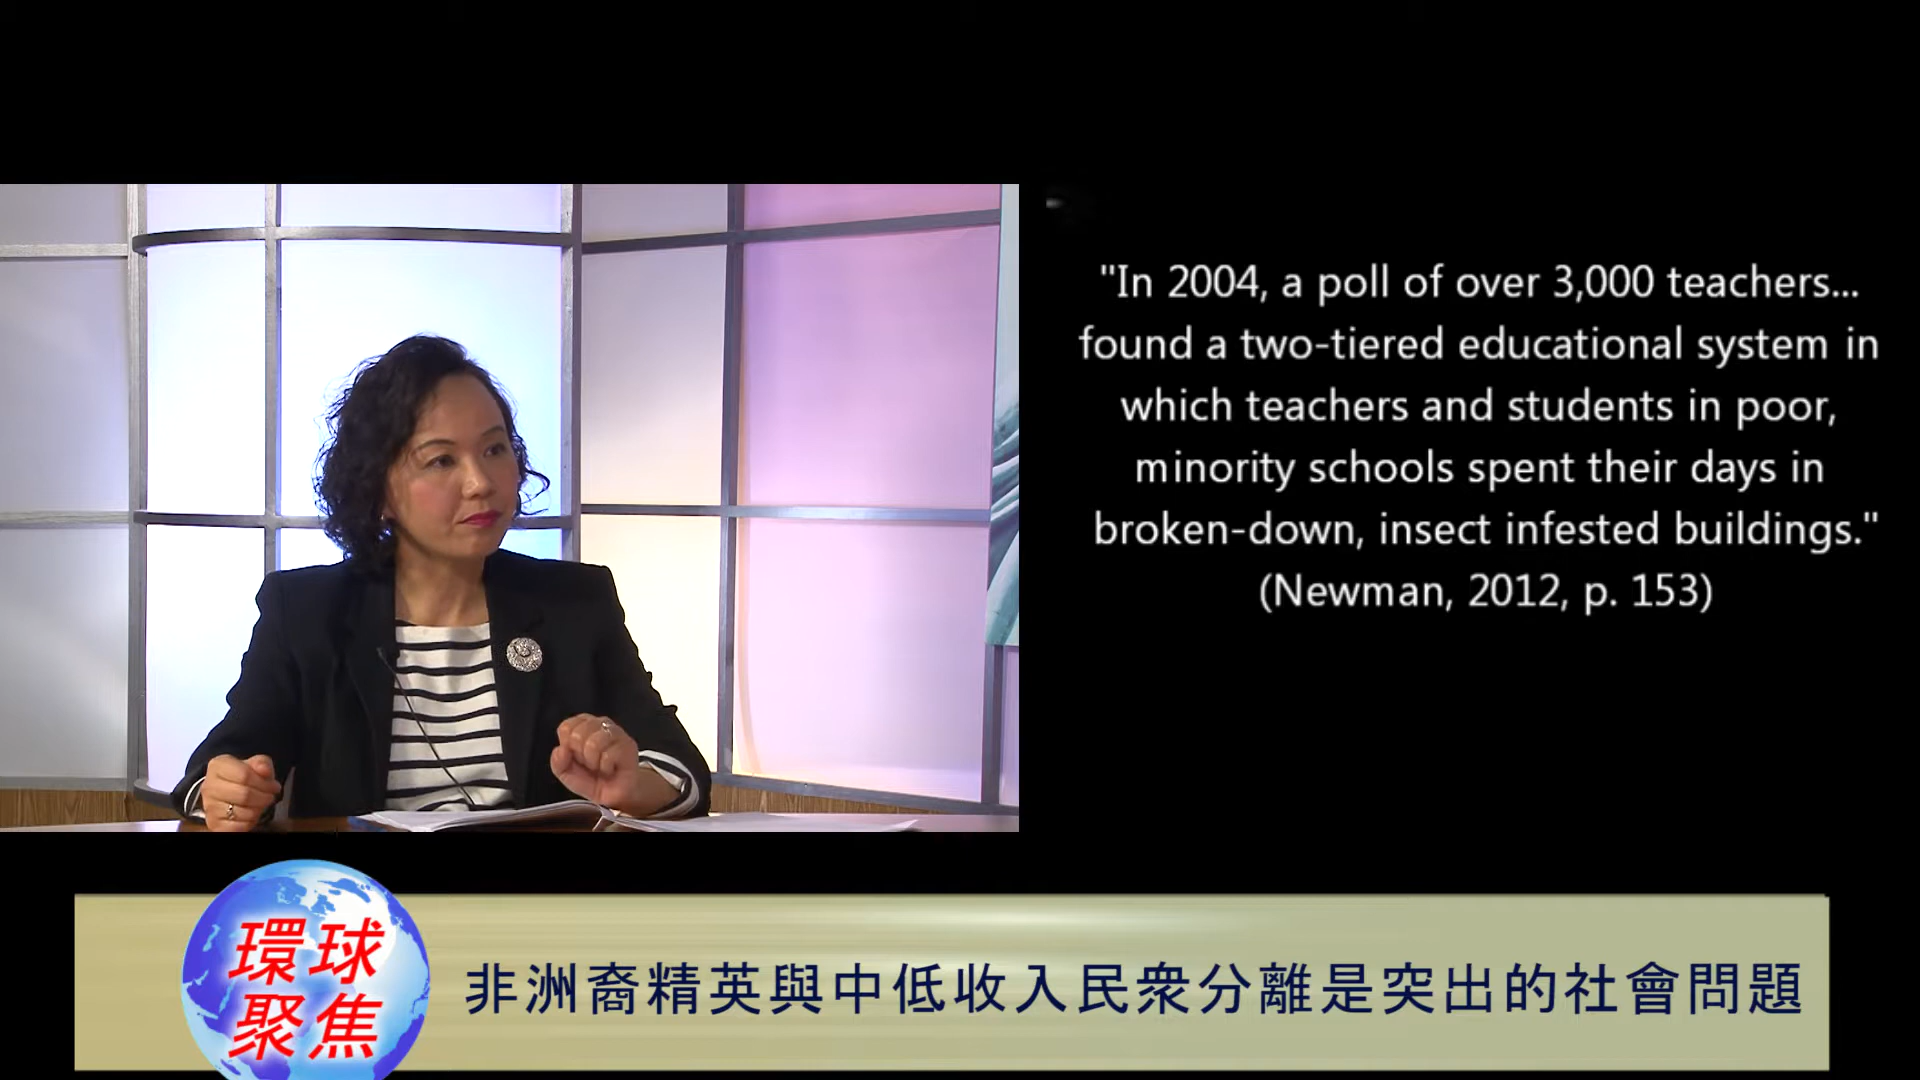 "In 2004, a poll of over 3,000 teachers...
found a two-tiered educational system in
which teachers and students in poor,
minority schools spent their days in
broken-down, insect infested buildings."
(Newman, 2012, p. 153)
環球
聚焦
非洲裔精英與中低收入民衆分離是突出的社會問題